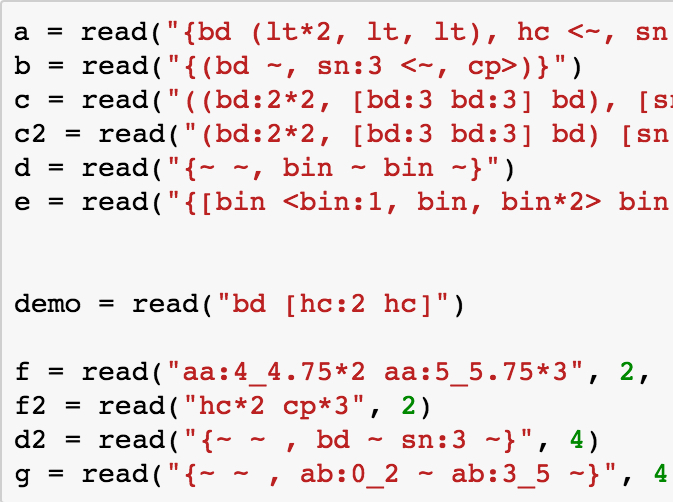 a = read("{bd (lt*2, lt, lt), hc <~, sn
b = read("{(bd ~, sn:3 <~, cp>)}")
c = read("((bd:2*2, [bd:3 bd:3] bd), [sn
c2 = read("(bd:2*2, [bd:3 bd:3] bd) [sn
d = read("{~ ~, bin ~ bin ~}")
e = read("{[bin <bin:1, bin, bin*2> bin
demo = read("bd [hc:2 hc]")
f = read("aa:4_4.75*2 aa:5_5.75*3", 2,
f2 = read("hc*2 cp*3", 2)
d2 = read("{~ ~ , bd ~ sn:3 ~}", 4)
g = read("{~ ~ , ab:0_2 ~ ab:3_5 ~}", 4